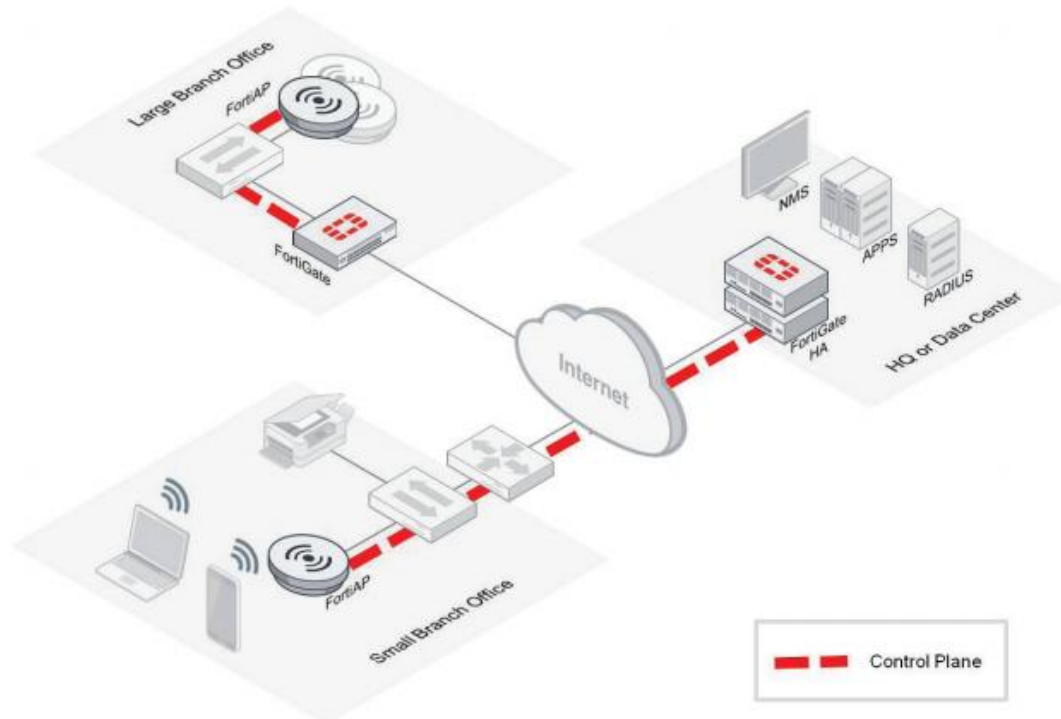 Large Branch Office
FortiAP
FortiGate
NMS
APPS
RADIUS
FortiGate
HA
HQ or Data Center
Internet
FortiAP
Small Branch Office
Control Plane